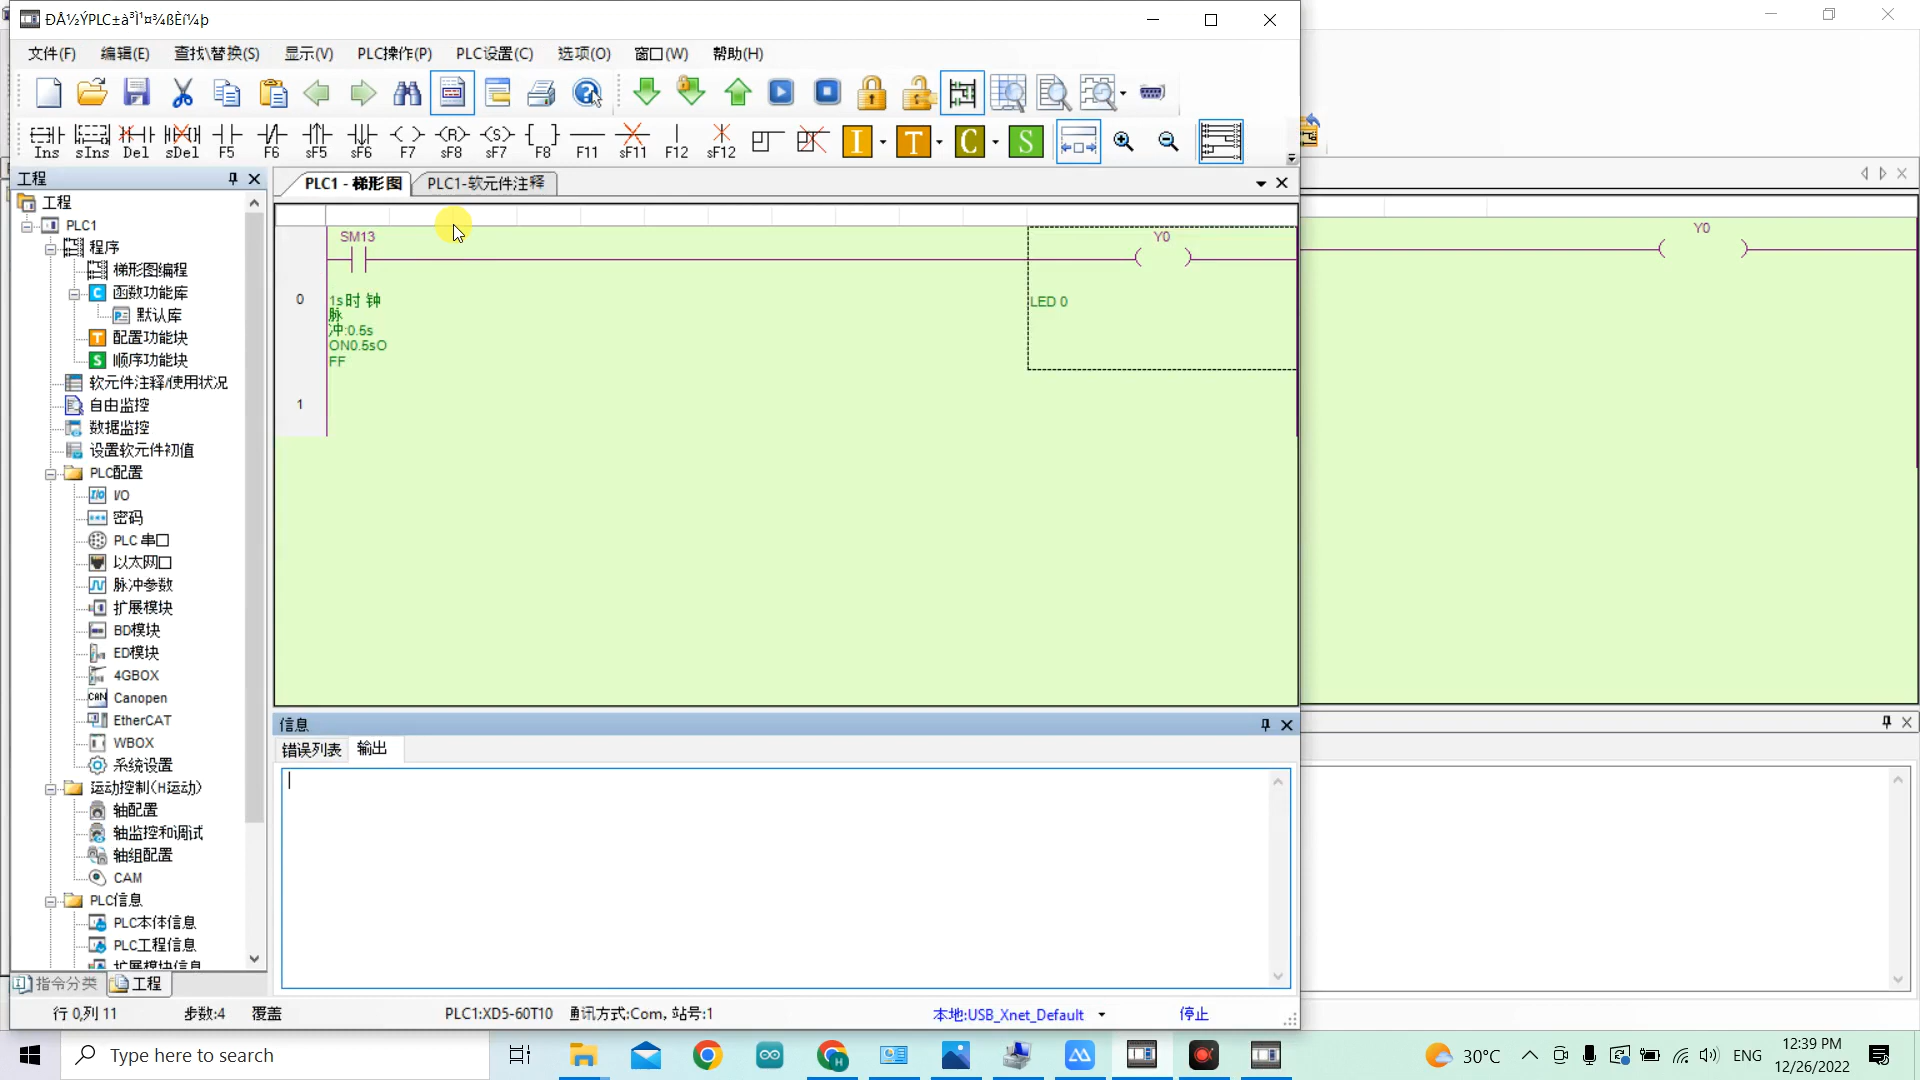 ÐÅ½ÝPLC±à³Ì¹¤¾ßÈí¼þ
文件(F) 编辑(E) 查找\替换(S) 显示(V) PLC操作(P) PLC设置(C) 选项(O) 窗口(W) 帮助(H)
Ins sIns Del sDel F5 F6 sF5 sF6 F7 sF8 sF7 F8 F11 sF11 F12 sF12 I T C S
工程
PLC1 - 梯形图 PLC1-软元件注释
工程
PLC1
程序
梯形图编程
函数功能库
默认库
配置功能块
顺序功能块
软元件注释/使用状况
自由监控
数据监控
设置软元件初值
PLC配置
I/O
密码
PLC 串口
以太网口
脉冲参数
扩展模块
BD模块
ED模块
4GBOX
Canopen
EtherCAT
WBOX
系统设置
运动控制(H运动)
轴配置
轴监控和调试
轴组配置
CAM
PLC信息
PLC本体信息
PLC工程信息
扩展模块信息
指令分类 工程
SM13 Y0
0
1s时 钟
脉
冲:0.5s
ON0.5sO
FF
LED 0
1
Y0
信息
错误列表 输出
行 0,列 11 步数:4 覆盖 PLC1:XD5-60T10 通讯方式:Com, 站号:1 本地:USB_Xnet_Default 停止
Type here to search
30°C ENG
12:39 PM
12/26/2022